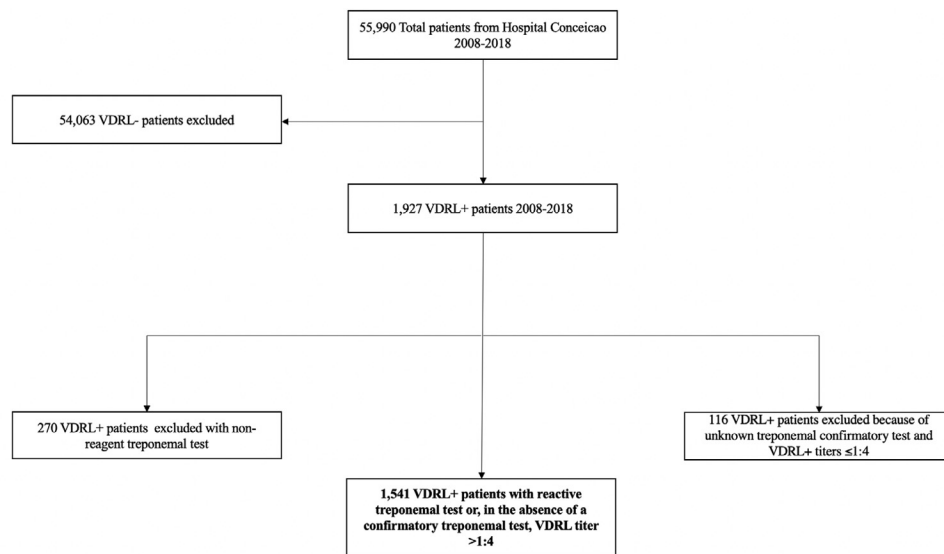 55,990 Total patients from Hospital Conceicao
2008-2018
54,063 VDRL- patients excluded
1,927 VDRL+ patients 2008-2018
270 VDRL+ patients excluded with non-
reagent treponemal test
116 VDRL+ patients excluded because of
unknown treponemal confirmatory test and
VDRL+ titers ≤1:4
1,541 VDRL+ patients with reactive
treponemal test or, in the absence of a
confirmatory treponemal test, VDRL titer
>1:4